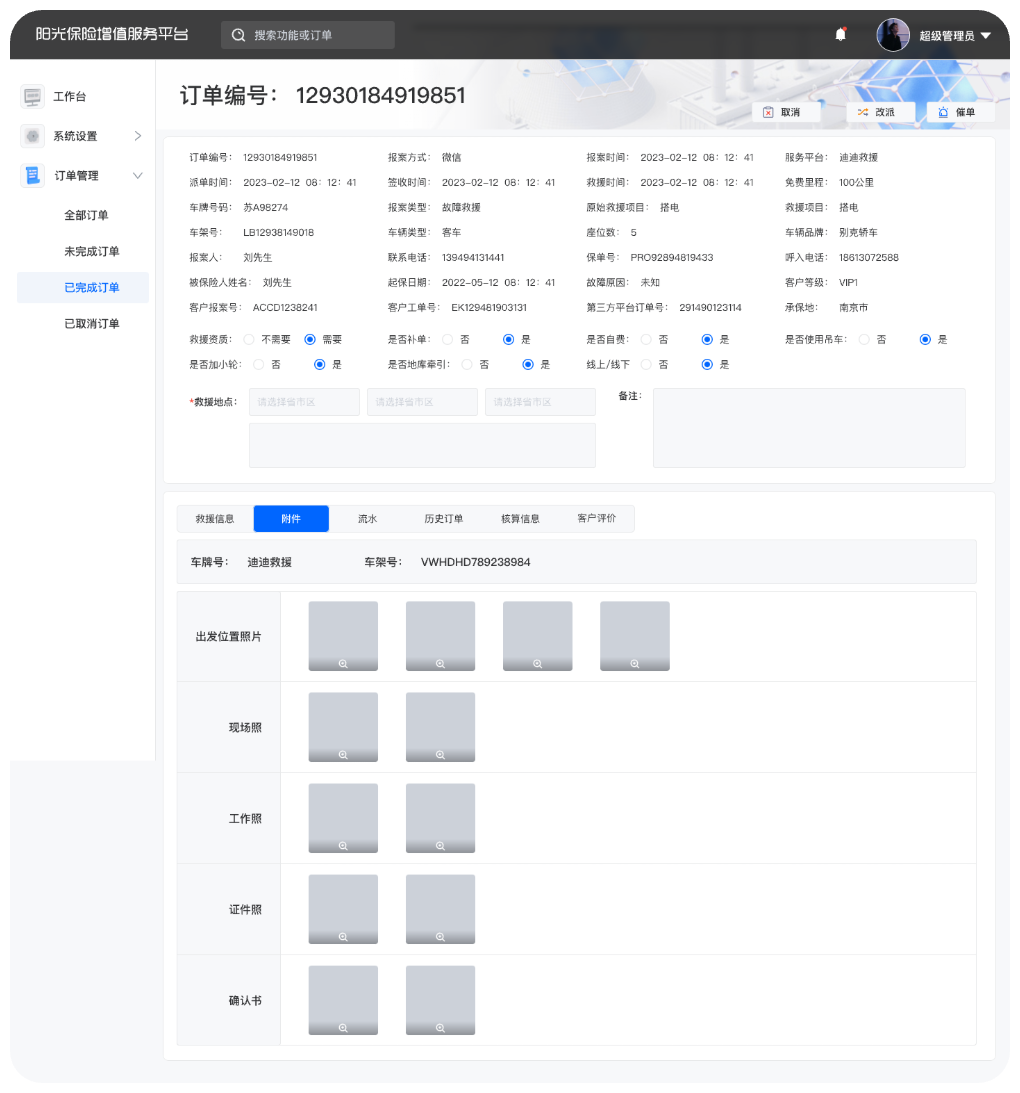 阳光保险增值服务平台
搜索功能或订单
超级管理员
工作台
系统设置
订单管理
全部订单
未完成订单
已完成订单
已取消订单
订单编号： 12930184919851
取消
改派
催单
订单编号： 12930184919851 报案方式： 微信 报案时间： 2023-02-12 08：12：41 服务平台： 迪迪救援
派单时间： 2023-02-12 08：12：41 签收时间： 2023-02-12 08：12：41 救援时间： 2023-02-12 08：12：41 免费里程： 100公里
车牌号码： 苏A98274 报案类型： 故障救援 原始救援项目： 搭电 救援项目： 搭电
车架号： LB12938149018 车辆类型： 客车 座位数： 5 车辆品牌： 别克轿车
报案人： 刘先生 联系电话： 139494131441 保单号： PRO92894819433 呼入电话： 18613072588
被保险人姓名： 刘先生 起保日期： 2022-05-12 08：12：41 故障原因： 未知 客户等级： VIP1
客户报案号： ACCD1238241 客户工单号： EK129481903131 第三方平台订单号： 291490123114 承保地： 南京市
救援资质： 不需要 需要 是否补单： 否 是 是否自费： 否 是 是否使用吊车： 否 是
是否加小轮： 否 是 是否地库牵引： 否 是 线上/线下 否 是
*救援地点： 请选择省市区 请选择省市区 请选择省市区 备注：
救援信息 附件 流水 历史订单 核算信息 客户评价
车牌号： 迪迪救援 车架号： VWHDHD789238984
出发位置照片
现场照
工作照
证件照
确认书